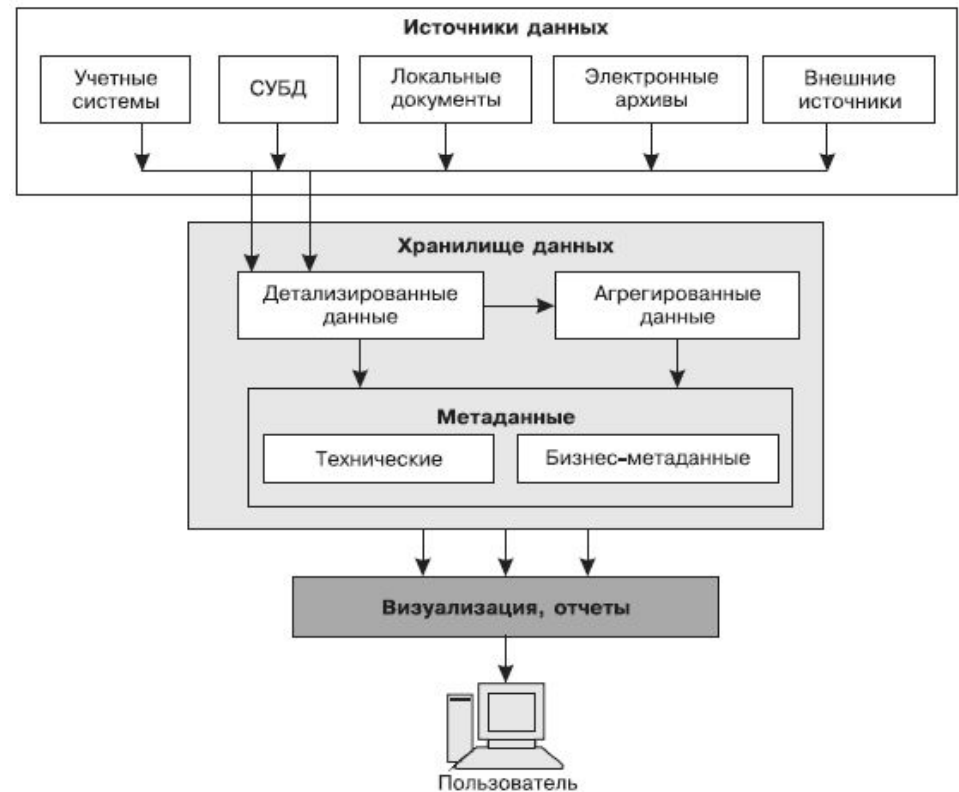 Источники данных
Учетные
системы
СУБД
Локальные
документы
Электронные
архивы
Внешние
источники
Хранилище данных
Детализированные
данные
Агрегированные
данные
Метаданные
Технические
Бизнес-метаданные
Визуализация, отчеты
Пользователь